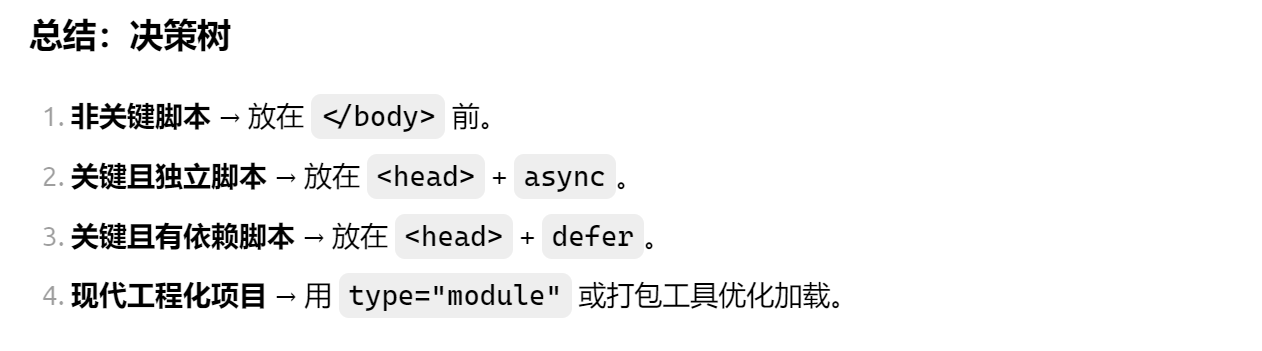 总结：决策树
1. 非关键脚本 → 放在 </body> 前。
2. 关键且独立脚本 → 放在 <head> + async 。
3. 关键且有依赖脚本 → 放在 <head> + defer 。
4. 现代工程化项目 → 用 type="module" 或打包工具优化加载。